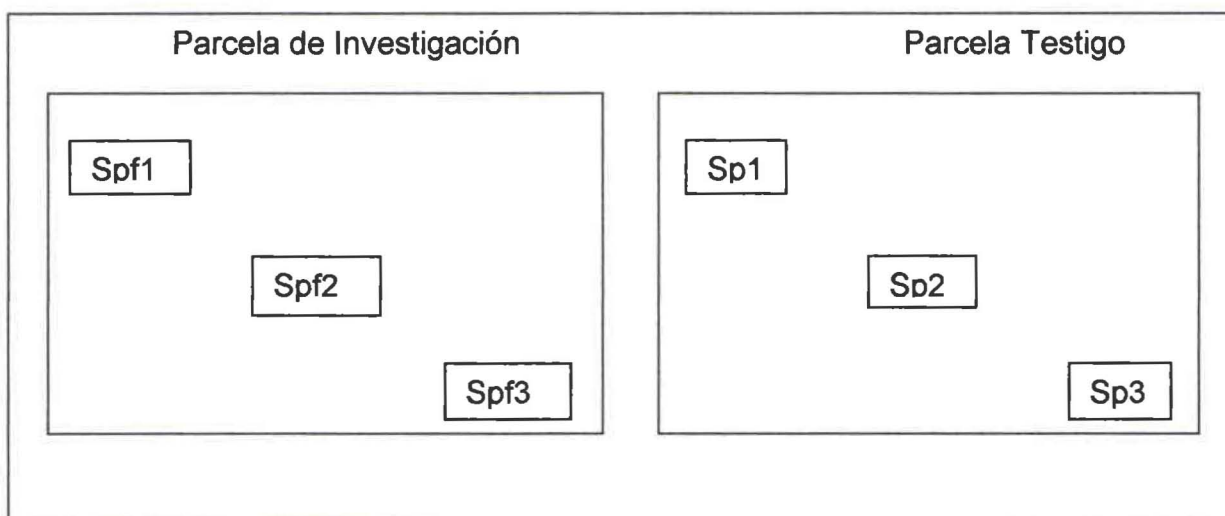 Parcela de Investigación
Parcela Testigo
Spf1
Sp1
Spf2
Sp2
Spf3
Sp3